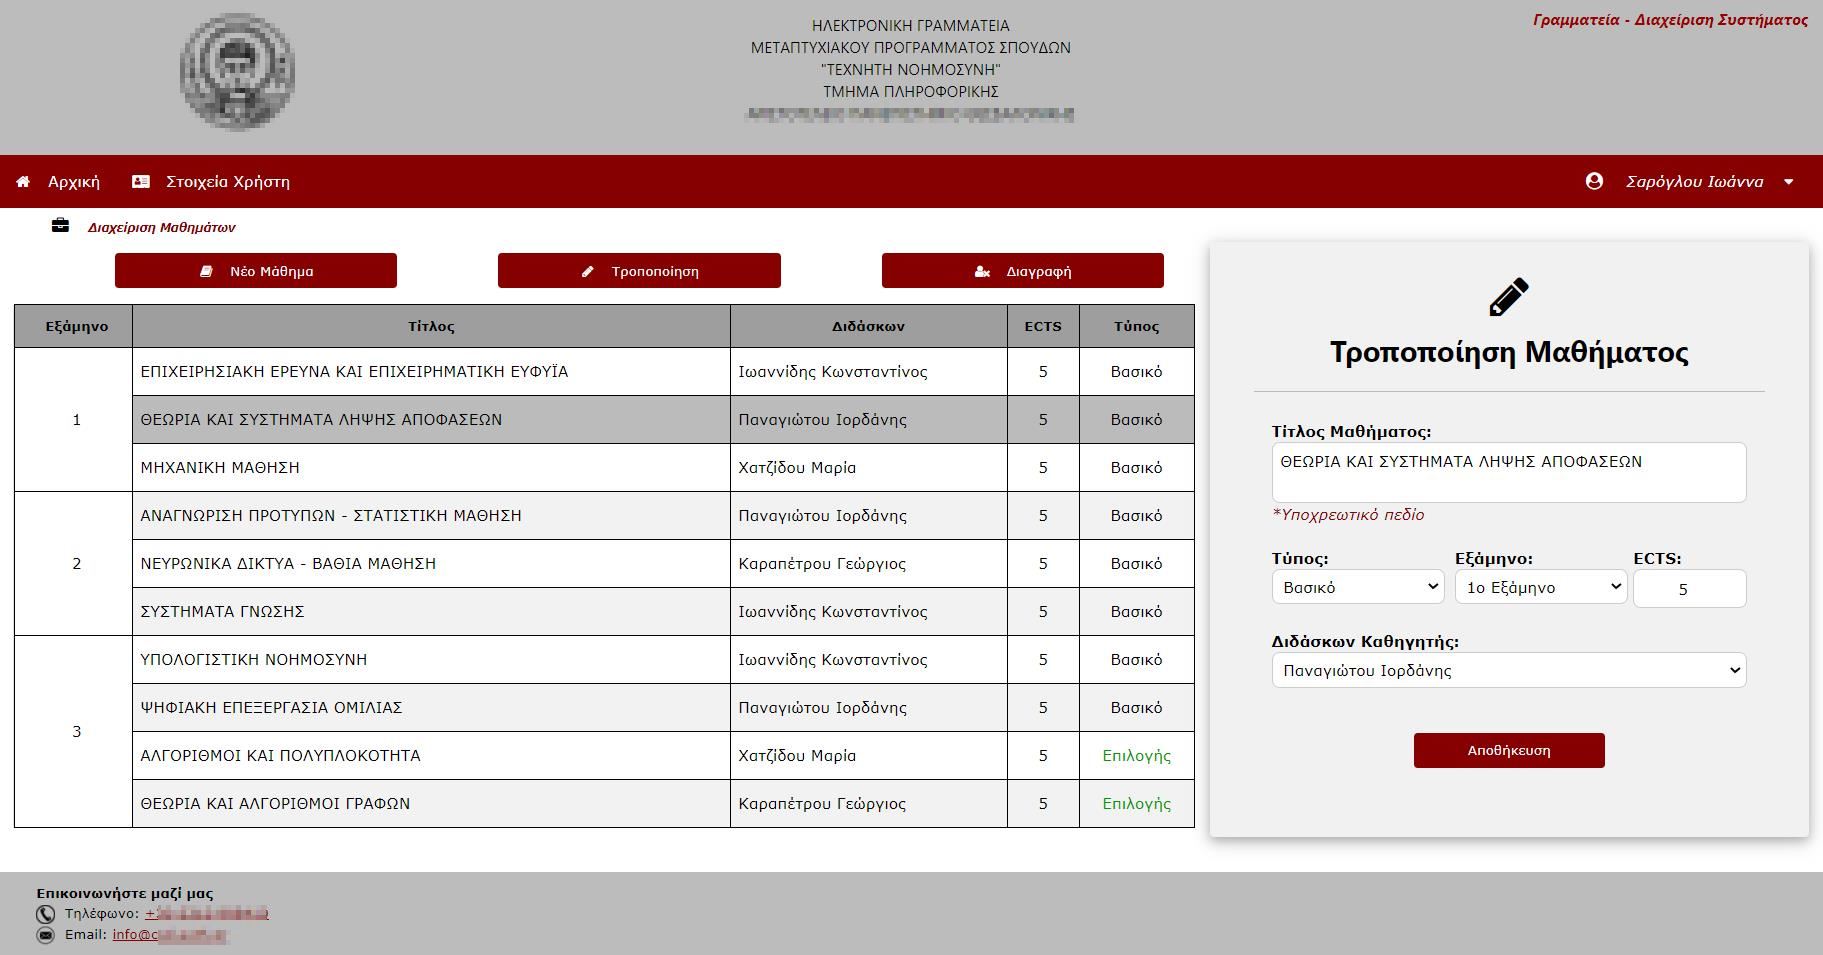 ΗΛΕΚΤΡΟΝΙΚΗ ΓΡΑΜΜΑΤΕΙΑ
ΜΕΤΑΠΤΥΧΙΑΚΟΥ ΠΡΟΓΡΑΜΜΑΤΟΣ ΣΠΟΥΔΩΝ
"ΤΕΧΝΗΤΗ ΝΟΗΜΟΣΥΝΗ"
ΤΜΗΜΑ ΠΛΗΡΟΦΟΡΙΚΗΣ
Γραμματεία - Διαχείριση Συστήματος
Αρχική Στοιχεία Χρήστη Σαρόγλου Ιωάννα
Διαχείριση Μαθημάτων
Νέο Μάθημα Τροποποίηση Διαγραφή
Εξάμηνο Τίτλος Διδάσκων ECTS Τύπος
ΕΠΙΧΕΙΡΗΣΙΑΚΗ ΕΡΕΥΝΑ ΚΑΙ ΕΠΙΧΕΙΡΗΜΑΤΙΚΗ ΕΥΦΥΪΑ Ιωαννίδης Κωνσταντίνος 5 Βασικό
1 ΘΕΩΡΙΑ ΚΑΙ ΣΥΣΤΗΜΑΤΑ ΛΗΨΗΣ ΑΠΟΦΑΣΕΩΝ Παναγιώτου Ιορδάνης 5 Βασικό
ΜΗΧΑΝΙΚΗ ΜΑΘΗΣΗ Χατζίδου Μαρία 5 Βασικό
ΑΝΑΓΝΩΡΙΣΗ ΠΡΟΤΥΠΩΝ - ΣΤΑΤΙΣΤΙΚΗ ΜΑΘΗΣΗ Παναγιώτου Ιορδάνης 5 Βασικό
2 ΝΕΥΡΩΝΙΚΑ ΔΙΚΤΥΑ - ΒΑΘΙΑ ΜΑΘΗΣΗ Καραπέτρου Γεώργιος 5 Βασικό
ΣΥΣΤΗΜΑΤΑ ΓΝΩΣΗΣ Ιωαννίδης Κωνσταντίνος 5 Βασικό
ΥΠΟΛΟΓΙΣΤΙΚΗ ΝΟΗΜΟΣΥΝΗ Ιωαννίδης Κωνσταντίνος 5 Βασικό
ΨΗΦΙΑΚΗ ΕΠΕΞΕΡΓΑΣΙΑ ΟΜΙΛΙΑΣ Παναγιώτου Ιορδάνης 5 Βασικό
3
ΑΛΓΟΡΙΘΜΟΙ ΚΑΙ ΠΟΛΥΠΛΟΚΟΤΗΤΑ Χατζίδου Μαρία 5 Επιλογής
ΘΕΩΡΙΑ ΚΑΙ ΑΛΓΟΡΙΘΜΟΙ ΓΡΑΦΩΝ Καραπέτρου Γεώργιος 5 Επιλογής
Τροποποίηση Μαθήματος
Τίτλος Μαθήματος:
ΘΕΩΡΙΑ ΚΑΙ ΣΥΣΤΗΜΑΤΑ ΛΗΨΗΣ ΑΠΟΦΑΣΕΩΝ
*Υποχρεωτικό πεδίο
Τύπος: Εξάμηνο: ECTS:
Βασικό 1ο Εξάμηνο 5
Διδάσκων Καθηγητής:
Παναγιώτου Ιορδάνης
Αποθήκευση
Επικοινωνήστε μαζί μας
Τηλέφωνο:
Email: